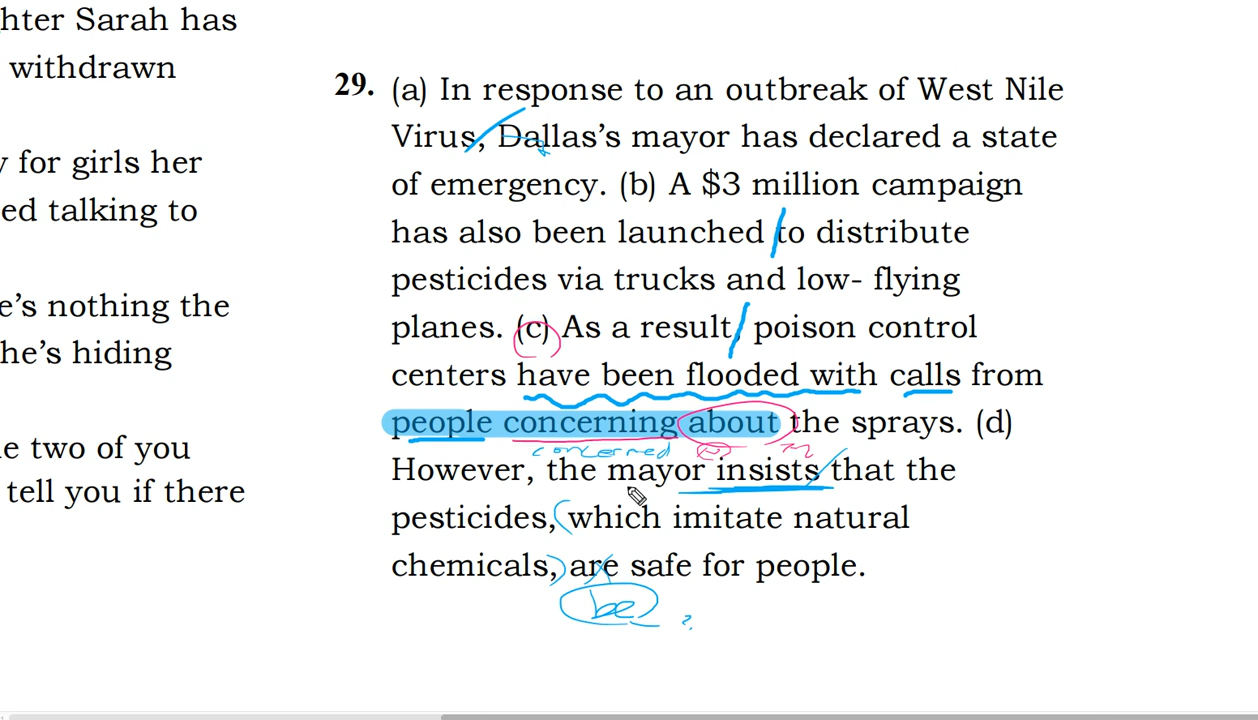 hter Sarah has
withdrawn
y for girls her
ed talking to
e's nothing the
he's hiding
e two of you
tell you if there
29. (a) In response to an outbreak of West Nile
Virus, Dallas's mayor has declared a state
of emergency. (b) A $3 million campaign
has also been launched to distribute
pesticides via trucks and low- flying
planes. (c) As a result, poison control
centers have been flooded with calls from
people concerning about the sprays. (d)
concerned
However, the mayor insists that the
pesticides, which imitate natural
chemicals, are safe for people.
be